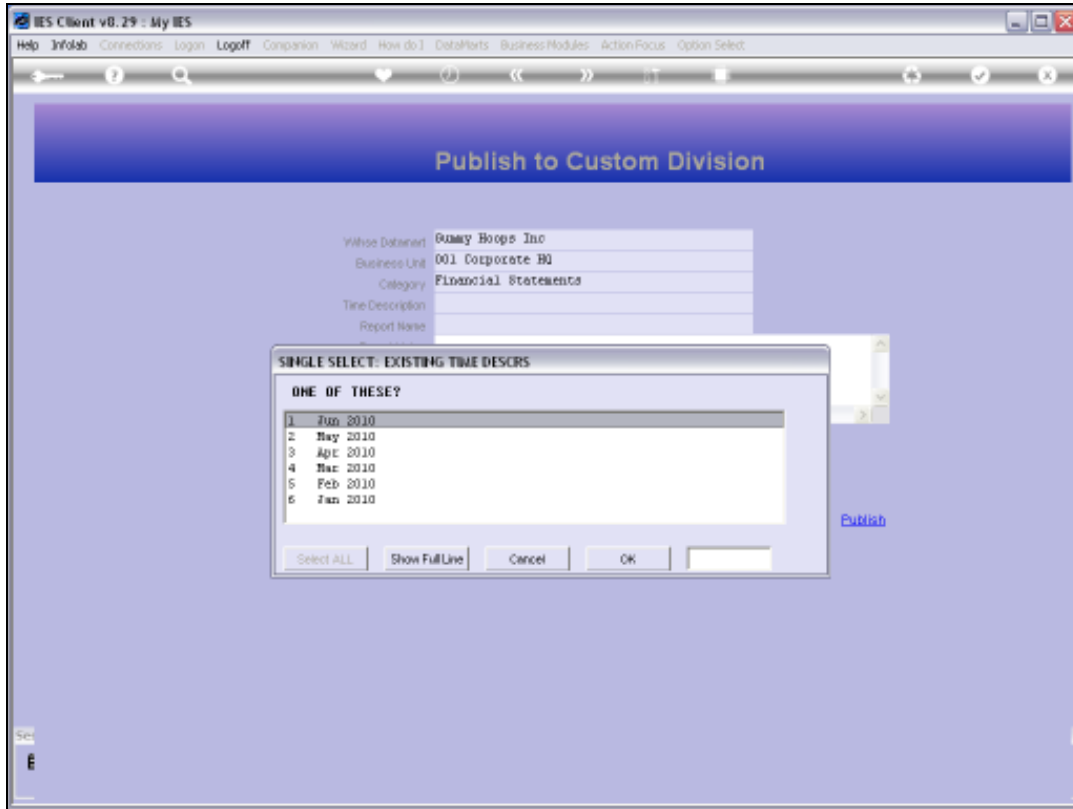 IES Client v8.29 : My IES
Help Infolab Connections Logon Logoff Companion Wizard How do I DataMarts Business Modules Action Focus Option Select
Publish to Custom Division
Whose Datamart Gummy Hoops Inc
Business Unit 001 Corporate HQ
Category Financial Statements
Time Description
Report Name
SINGLE SELECT: EXISTING TIME DESCRS
ONE OF THESE?
1 Jun 2010
2 May 2010
3 Apr 2010
4 Mar 2010
5 Feb 2010
6 Jan 2010
Publish
Select ALL Show Full Line Cancel OK